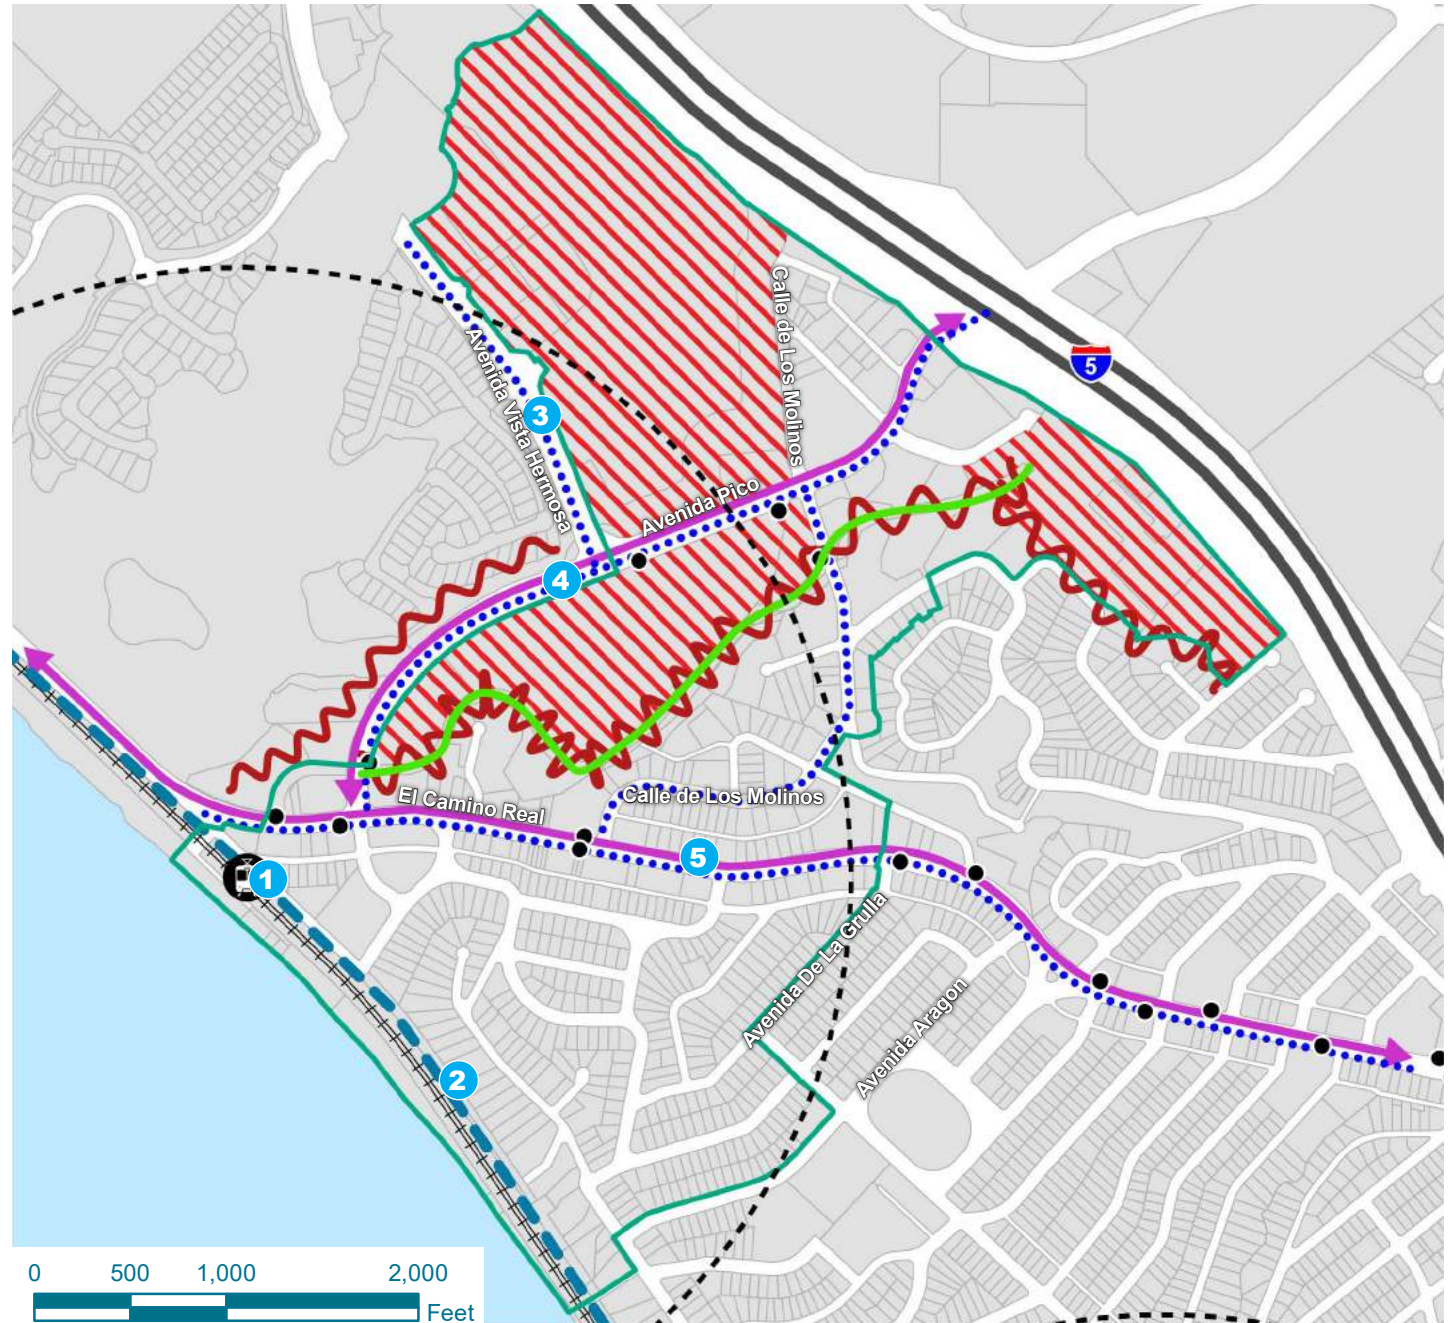 Calle de Los Molinos
5
Avenida Vista Hermosa
3
Avenida Pico
4
El Camino Real
Calle de Los Molinos
5
1
Avenida De La Grulla
Avenida Aragon
2
0 500 1,000 2,000
Feet